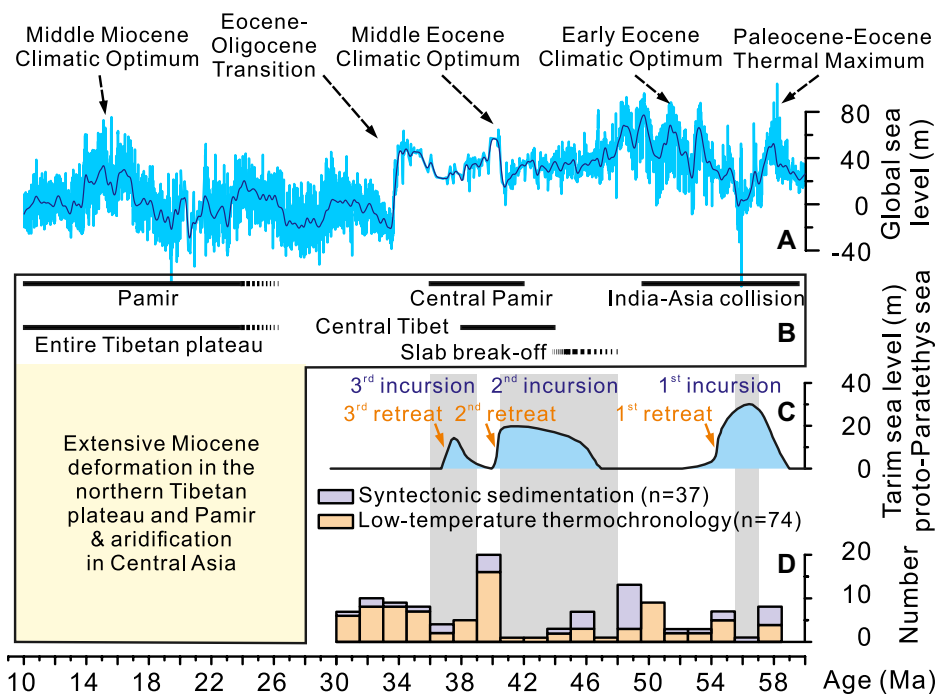 Middle Miocene
Climatic Optimum
Eocene-
Oligocene
Transition
Middle Eocene
Climatic Optimum
Early Eocene
Climatic Optimum
Paleocene-Eocene
Thermal Maximum
80
40
0
-40
Global sea
level (m)
A
Pamir
Central Pamir
India-Asia collision
Central Tibet
Entire Tibetan plateau
Slab break-off
B
3rd incursion
2nd incursion
1st incursion
C
3rd retreat
2nd retreat
1st retreat
40
20
0
Tarim sea level (m)
proto-Paratethys sea
Extensive Miocene
deformation in the
northern Tibetan
plateau and Pamir
& aridification
in Central Asia
Syntectonic sedimentation (n=37)
Low-temperature thermochronology(n=74)
D
20
10
0
Number
10 14 18 22 26 30 34 38 42 46 50 54 58 Age (Ma)